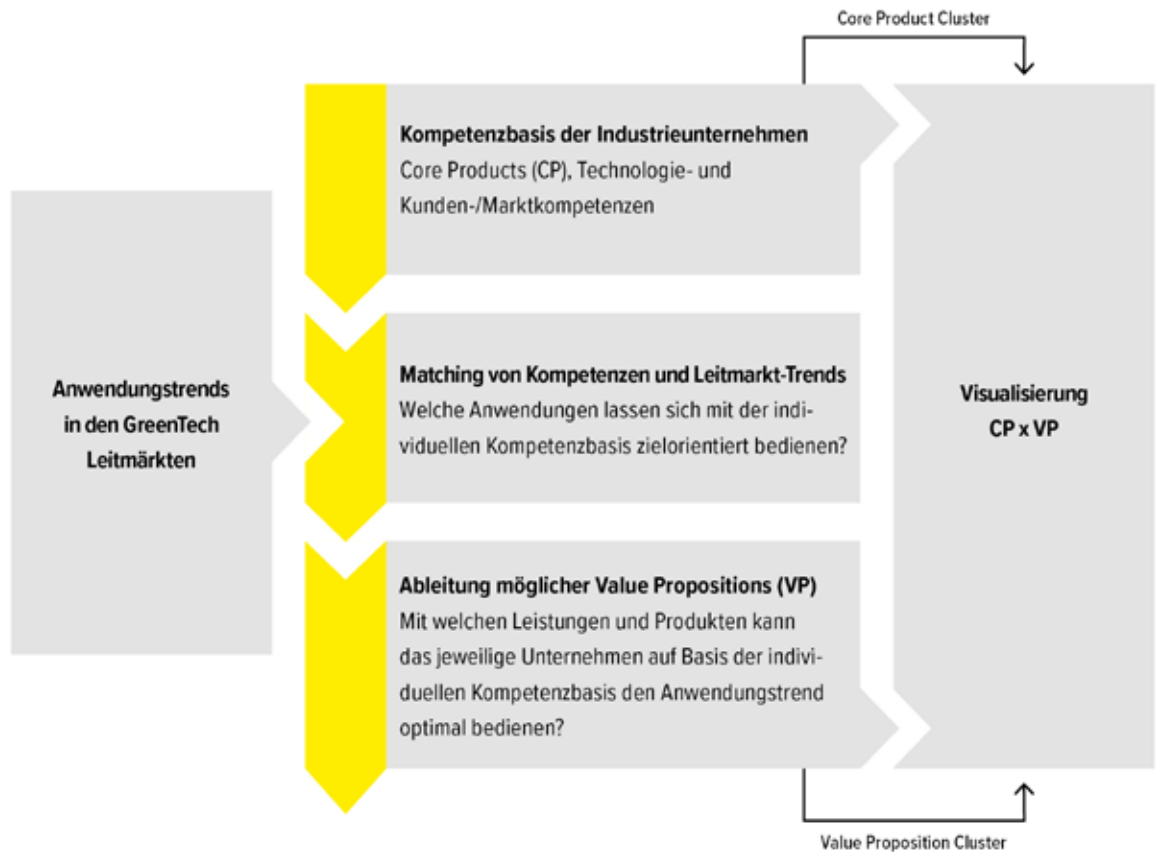 Core Product Cluster
Kompetenzbasis der Industrieunternehmen
Core Products (CP), Technologie- und
Kunden-/Marktkompetenzen
Anwendungstrends
in den GreenTech
Leitmärkten
Matching von Kompetenzen und Leitmarkt-Trends
Welche Anwendungen lassen sich mit der indi-
viduellen Kompetenzbasis zielorientiert bedienen?
Ableitung möglicher Value Propositions (VP)
Mit welchen Leistungen und Produkten kann
das jeweilige Unternehmen auf Basis der indivi-
duellen Kompetenzbasis den Anwendungstrend
optimal bedienen?
Visualisierung
CP x VP
Value Proposition Cluster